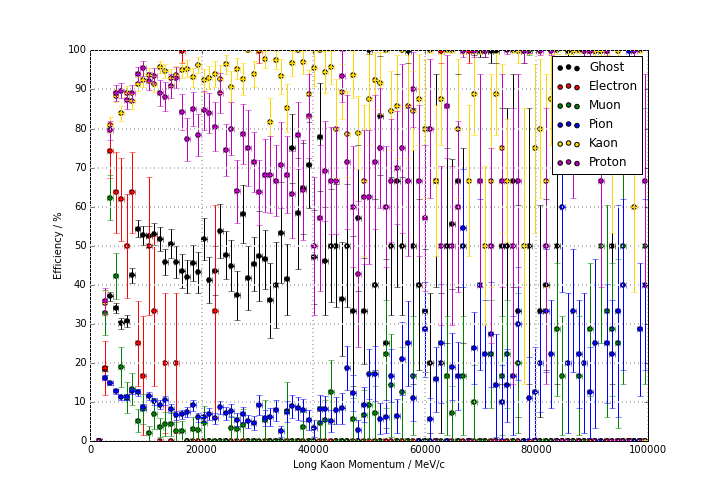 100
90
80
70
60
50
40
30
20
10
0
Efficiency / %
0
20000
40000
60000
80000
100000
Long Kaon Momentum / MeV/c
Ghost
Electron
Muon
Pion
Kaon
Proton